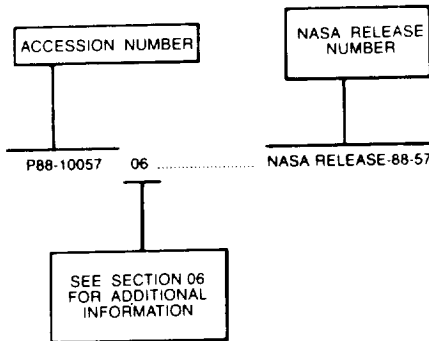 ACCESSION NUMBER
NASA RELEASE
NUMBER
P88-10057 06 .................... NASA RELEASE-88-57
SEE SECTION 06
FOR ADDITIONAL
INFORMATION